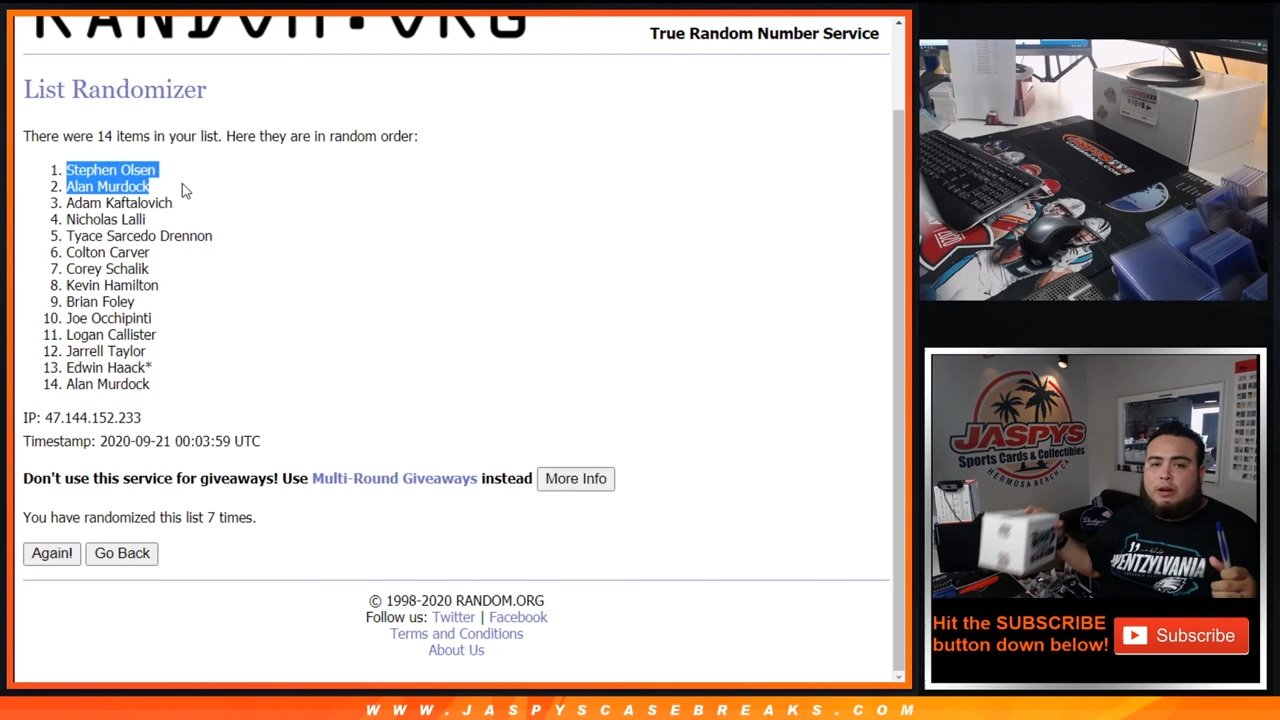 RANDOM.ORG
True Random Number Service
List Randomizer
There were 14 items in your list. Here they are in random order:
1. Stephen Olsen
2. Alan Murdock
3. Adam Kaftalovich
4. Nicholas Lalli
5. Tyace Sarcedo Drennon
6. Colton Carver
7. Corey Schalik
8. Kevin Hamilton
9. Brian Foley
10. Joe Occhipinti
11. Logan Callister
12. Jarrell Taylor
13. Edwin Haack*
14. Alan Murdock
IP: 47.144.152.233
Timestamp: 2020-09-21 00:03:59 UTC
Don't use this service for giveaways! Use Multi-Round Giveaways instead More Info
You have randomized this list 7 times.
Again! Go Back
© 1998-2020 RANDOM.ORG
Follow us: Twitter | Facebook
Terms and Conditions
About Us
JASPYS
Sports Cards & Collectibles
HERMOSA BEACH, CA
Dodgers
11
WENTZYLVANIA
Hit the SUBSCRIBE
button down below!
Subscribe
WWW.JASPYSCASEBREAKS.COM